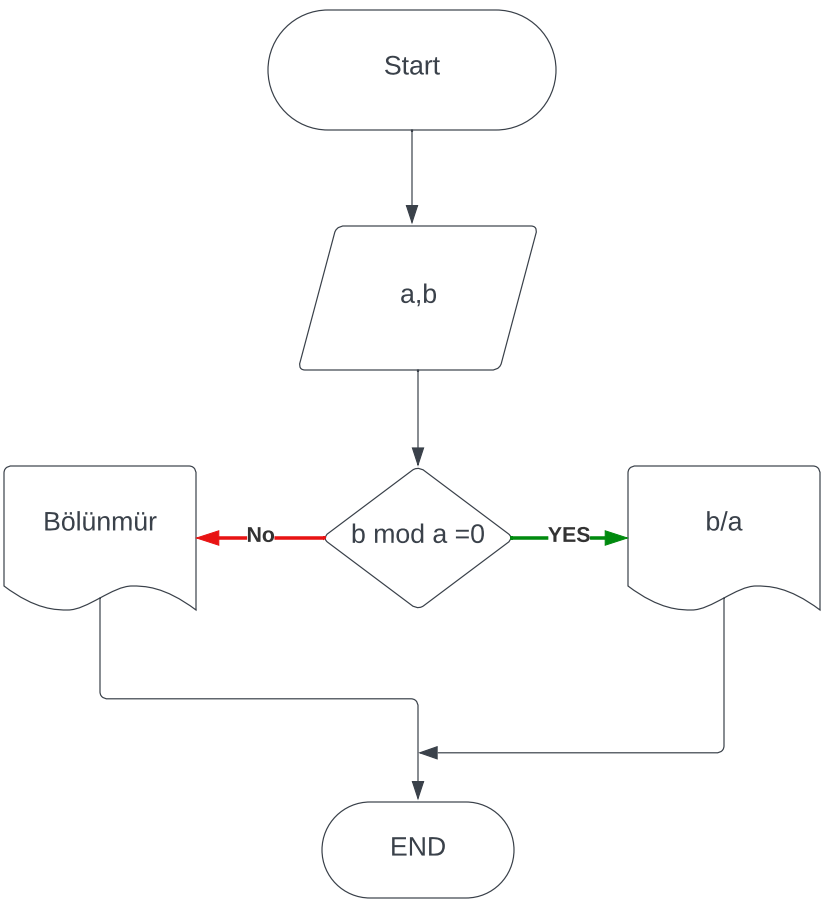 Start
a,b
Bölünmür
No
b mod a =0
YES
b/a
END